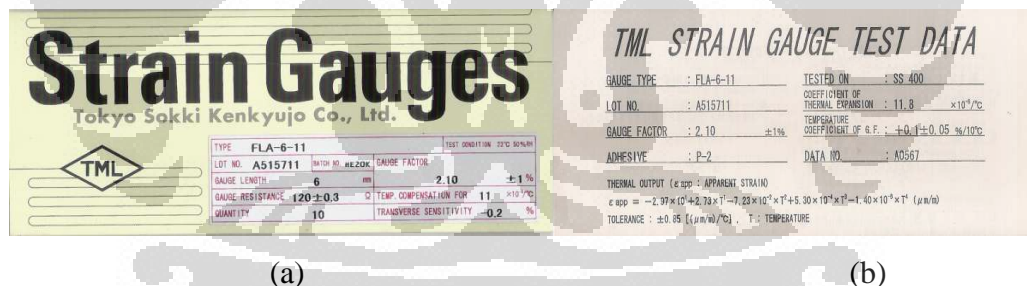 Strain Gauges
Tokyo Sokki Kenkyujo Co., Ltd.
TML
TYPE FLA-6-11 TEST CONDITION 23°C 50%RH
LOT NO. A515711 BATCH NO. GAUGE FACTOR
GAUGE LENGTH 6 mm 2.10 ±1 %
GAUGE RESISTANCE 120±0.3 Ω TEMP. COMPENSATION FOR 11 ×10⁻⁶/°C
QUANTITY 10 TRANSVERSE SENSITIVITY -0.2 %
(a)
TML STRAIN GAUGE TEST DATA
GAUGE TYPE : FLA-6-11 TESTED ON : SS 400
LOT NO. : A515711 COEFFICIENT OF THERMAL EXPANSION : 11.8 ×10⁻⁶/°C
GAUGE FACTOR : 2.10 ±1% TEMPERATURE COEFFICIENT OF G.F. : +0.1±0.05 %/10°C
ADHESIVE : P-2 DATA NO. : A0567
THERMAL OUTPUT (ε app : APPARENT STRAIN)
ε app = −2.97×10¹+2.73×T¹−7.23×10⁻²×T²+5.30×10⁻⁴×T³−1.40×10⁻⁶×T⁴ (μm/m)
TOLERANCE : ±0.85 [(μm/m)/°C], T : TEMPERATURE
(b)